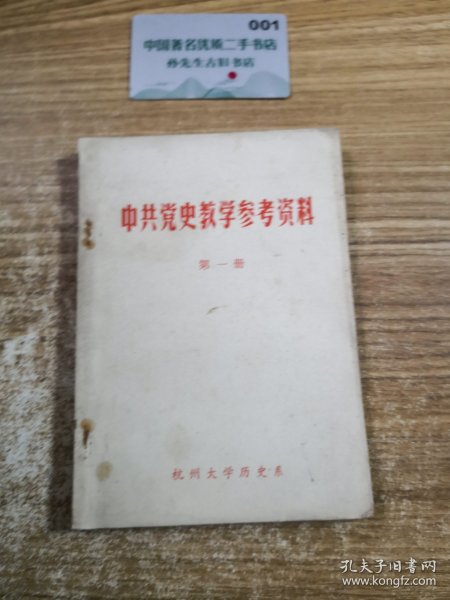 001
中国著名优质二手书店
孙先生古旧书店
中共党史教学参考资料
第一册
杭州大学历史系
孔夫子旧书网
www.kongfz.com